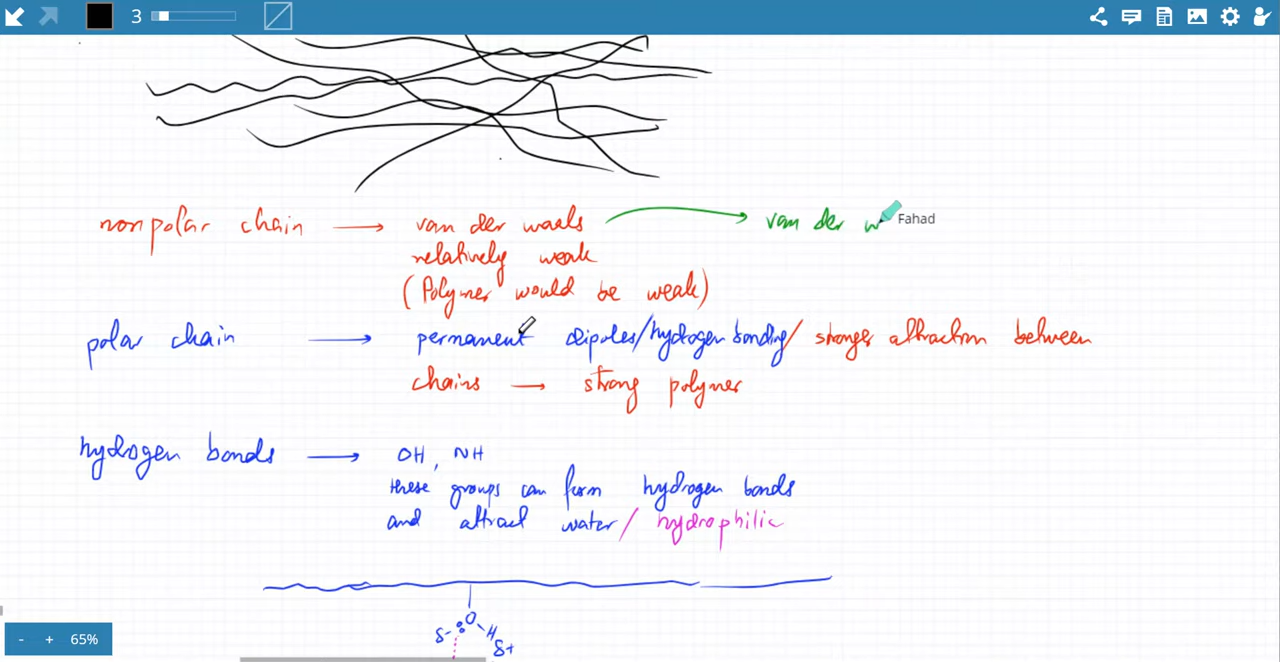 3
nonpolar chain → van der waals → van der w
Fahad
relatively weak
(Polymer would be weak)
polar chain → permanent dipoles/hydrogen bonding/ stronger attraction between
chains → strong polymer
hydrogen bonds → OH, NH
these groups can form hydrogen bonds
and attract water/ hydrophilic
δ- O H
δ+
- + 65%